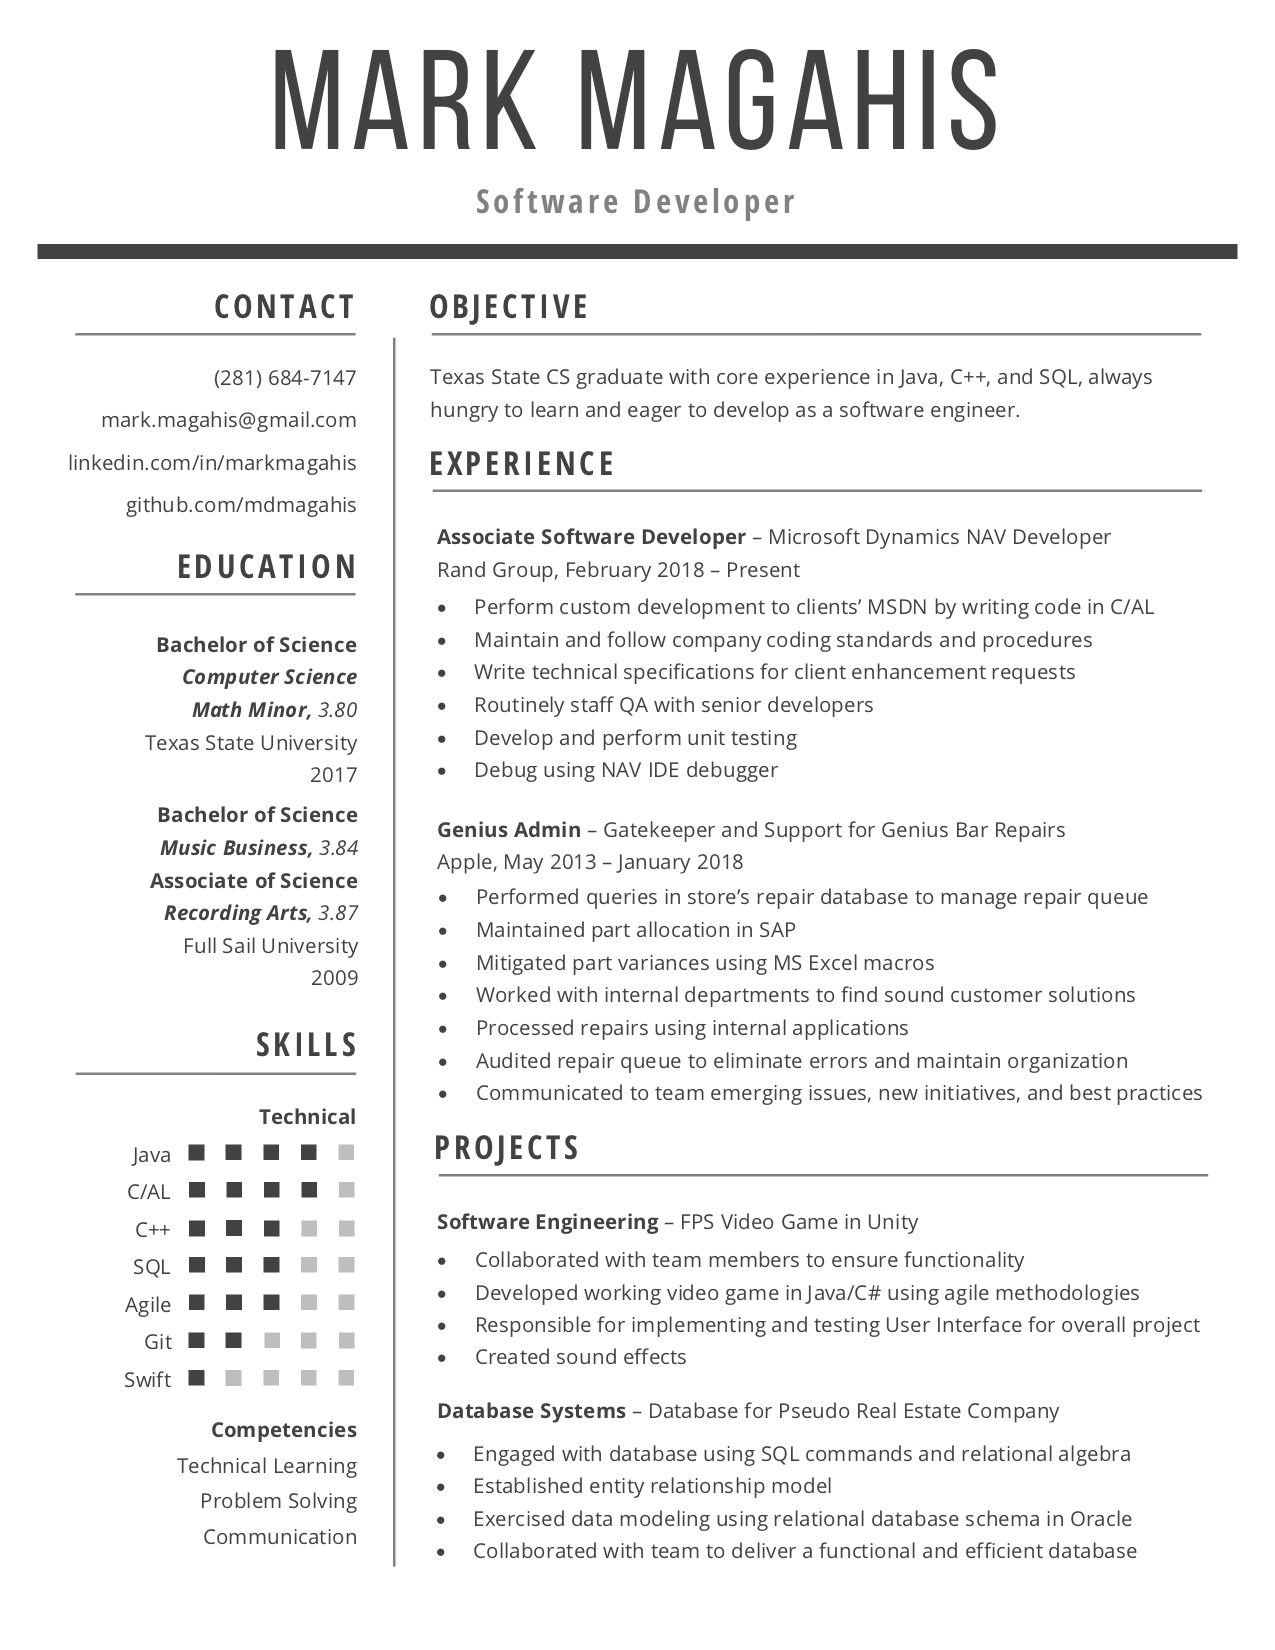 MARK MAGAHIS
Software Developer
CONTACT
(281) 684-7147
mark.magahis@gmail.com
linkedin.com/in/markmagahis
github.com/mdmagahis
EDUCATION
Bachelor of Science
Computer Science
Math Minor, 3.80
Texas State University
2017
Bachelor of Science
Music Business, 3.84
Associate of Science
Recording Arts, 3.87
Full Sail University
2009
SKILLS
Technical
Java
C/AL
C++
SQL
Agile
Git
Swift
Competencies
Technical Learning
Problem Solving
Communication
OBJECTIVE
Texas State CS graduate with core experience in Java, C++, and SQL, always
hungry to learn and eager to develop as a software engineer.
EXPERIENCE
Associate Software Developer – Microsoft Dynamics NAV Developer
Rand Group, February 2018 – Present
• Perform custom development to clients’ MSDN by writing code in C/AL
• Maintain and follow company coding standards and procedures
• Write technical specifications for client enhancement requests
• Routinely staff QA with senior developers
• Develop and perform unit testing
• Debug using NAV IDE debugger
Genius Admin – Gatekeeper and Support for Genius Bar Repairs
Apple, May 2013 – January 2018
• Performed queries in store’s repair database to manage repair queue
• Maintained part allocation in SAP
• Mitigated part variances using MS Excel macros
• Worked with internal departments to find sound customer solutions
• Processed repairs using internal applications
• Audited repair queue to eliminate errors and maintain organization
• Communicated to team emerging issues, new initiatives, and best practices
PROJECTS
Software Engineering – FPS Video Game in Unity
• Collaborated with team members to ensure functionality
• Developed working video game in Java/C# using agile methodologies
• Responsible for implementing and testing User Interface for overall project
• Created sound effects
Database Systems – Database for Pseudo Real Estate Company
• Engaged with database using SQL commands and relational algebra
• Established entity relationship model
• Exercised data modeling using relational database schema in Oracle
• Collaborated with team to deliver a functional and efficient database